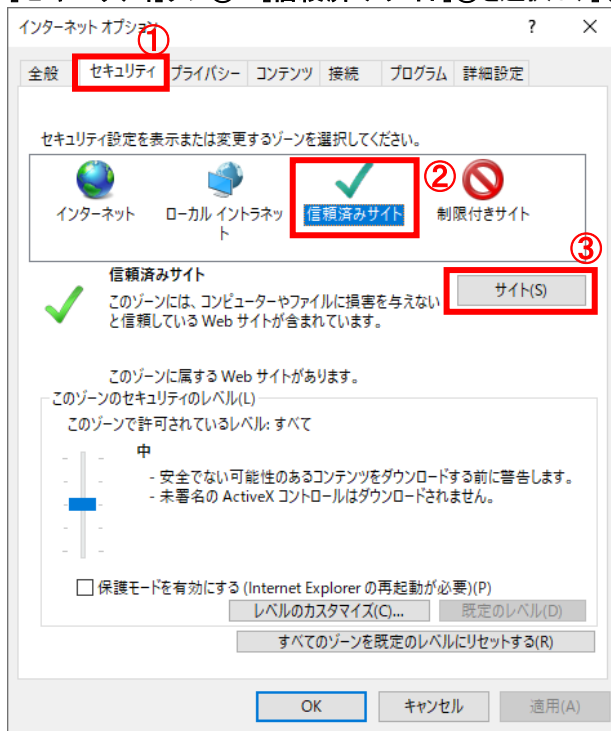 インターネット オプション ? ×
①
全般 セキュリティ プライバシー コンテンツ 接続 プログラム 詳細設定
セキュリティ設定を表示または変更するゾーンを選択してください。
②
インターネット ローカル イントラネッ
ト 信頼済みサイト 制限付きサイト
③
信頼済みサイト
サイト(S)
このゾーンには、コンピューターやファイルに損害を与えない
と信頼している Web サイトが含まれています。
このゾーンに属する Web サイトがあります。
このゾーンのセキュリティのレベル(L)
このゾーンで許可されているレベル: すべて
中
- 安全でない可能性のあるコンテンツをダウンロードする前に警告します。
- 未署名の ActiveX コントロールはダウンロードされません。
保護モードを有効にする (Internet Explorer の再起動が必要)(P)
レベルのカスタマイズ(C)... 既定のレベル(D)
すべてのゾーンを既定のレベルにリセットする(R)
OK キャンセル 適用(A)